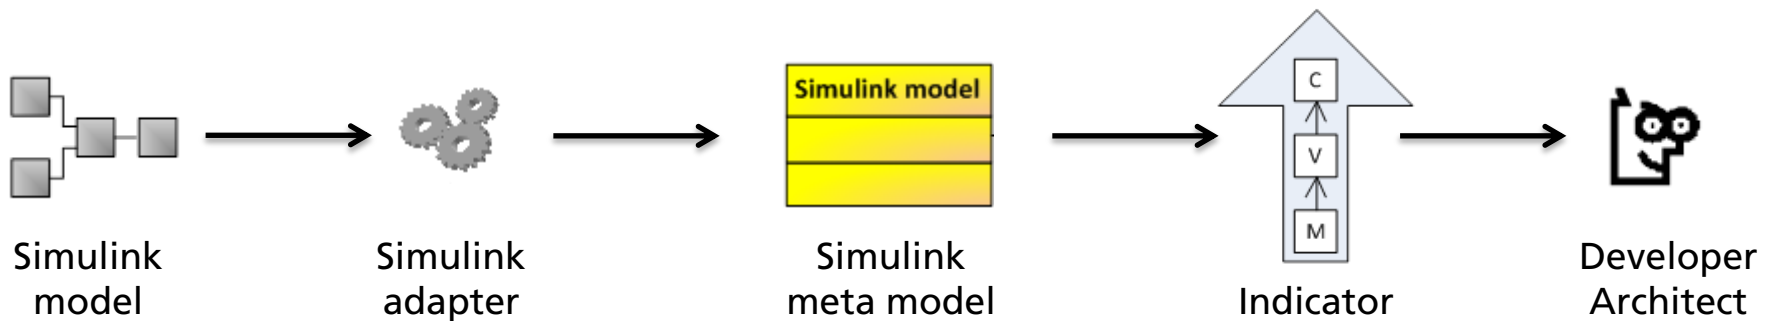 Simulink model
C
V
M
Simulink
model
Simulink
adapter
Simulink
meta model
Indicator
Developer
Architect